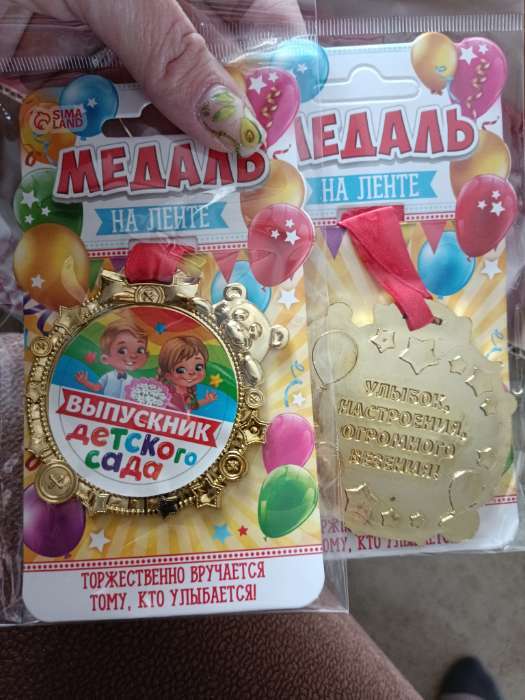 SIMA
LAND
МЕДАЛЬ
НА ЛЕНТЕ
ВЫПУСКНИК
детского
сада
ТОРЖЕСТВЕННО ВРУЧАЕТСЯ
ТОМУ, КТО УЛЫБАЕТСЯ!
МЕДАЛЬ
НА ЛЕНТЕ
УЛЫБОК,
НАСТРОЕНИЯ,
ОГРОМНОГО
ВЕЗЕНИЯ!
ТОМУ, КТО